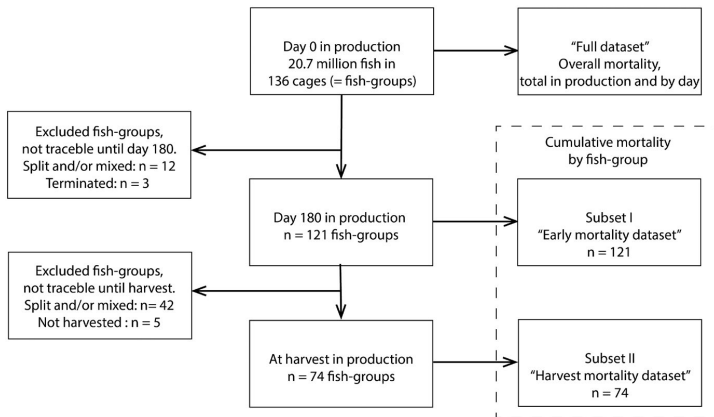 Day 0 in production
20.7 million fish in
136 cages (= fish-groups)
“Full dataset”
Overall mortality,
total in production and by day
Excluded fish-groups,
not traceble until day 180.
Split and/or mixed: n = 12
Terminated: n = 3
Cumulative mortality
by fish-group
Day 180 in production
n = 121 fish-groups
Subset I
“Early mortality dataset”
n = 121
Excluded fish-groups,
not traceble until harvest.
Split and/or mixed: n= 42
Not harvested : n = 5
At harvest in production
n = 74 fish-groups
Subset II
“Harvest mortality dataset”
n = 74